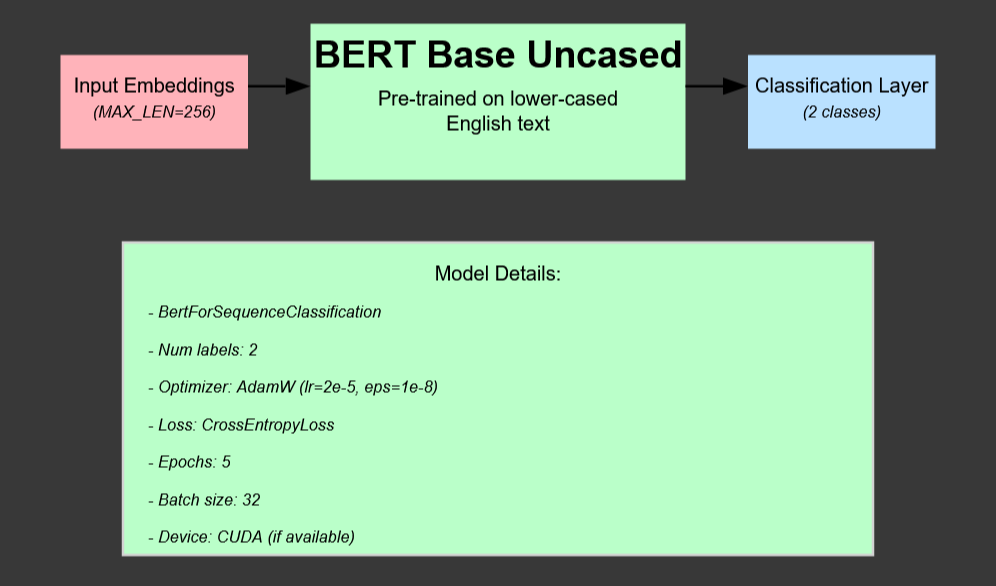 Input Embeddings
(MAX_LEN=256)
BERT Base Uncased
Pre-trained on lower-cased
English text
Classification Layer
(2 classes)
Model Details:
- BertForSequenceClassification
- Num labels: 2
- Optimizer: AdamW (lr=2e-5, eps=1e-8)
- Loss: CrossEntropyLoss
- Epochs: 5
- Batch size: 32
- Device: CUDA (if available)